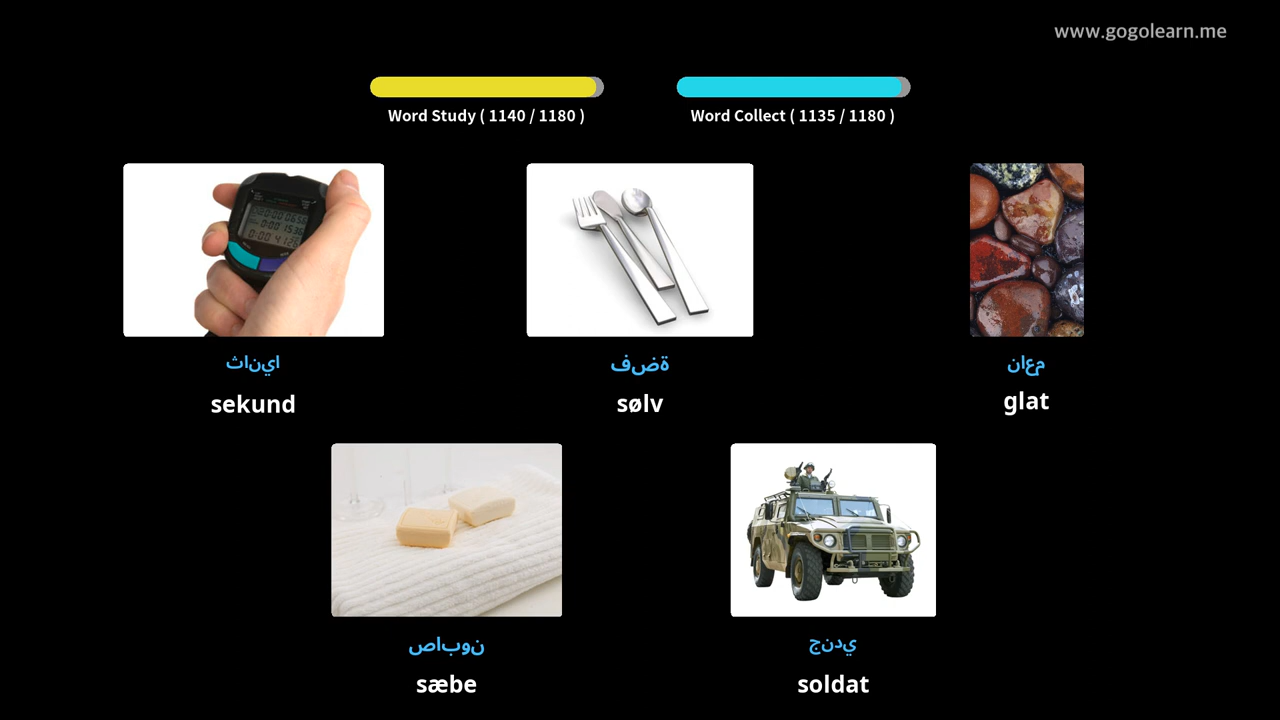 www.gogolearn.me
Word Study ( 1140 / 1180 )
Word Collect ( 1135 / 1180 )
ثانيا
sekund
فضة
sølv
ناعم
glat
صابون
sæbe
جندي
soldat